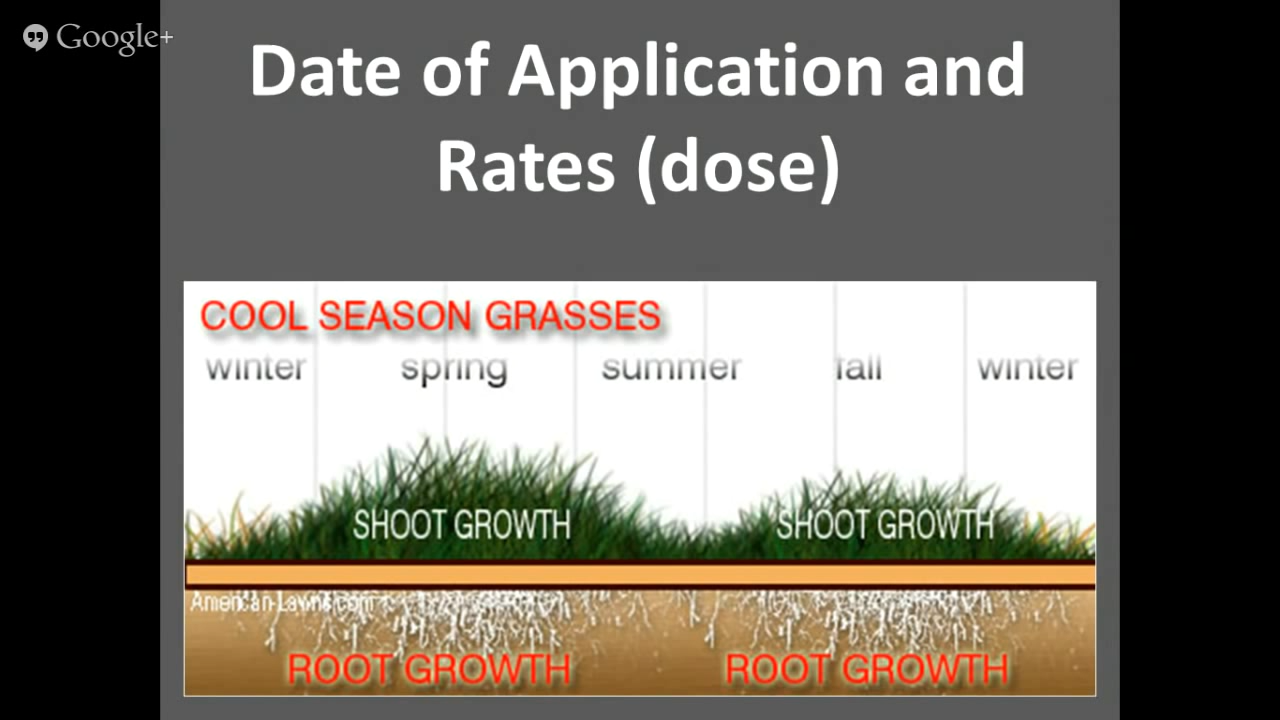 Google+
Date of Application and
Rates (dose)
COOL SEASON GRASSES
winter spring summer fall winter
SHOOT GROWTH SHOOT GROWTH
American-Lawns.com
ROOT GROWTH ROOT GROWTH